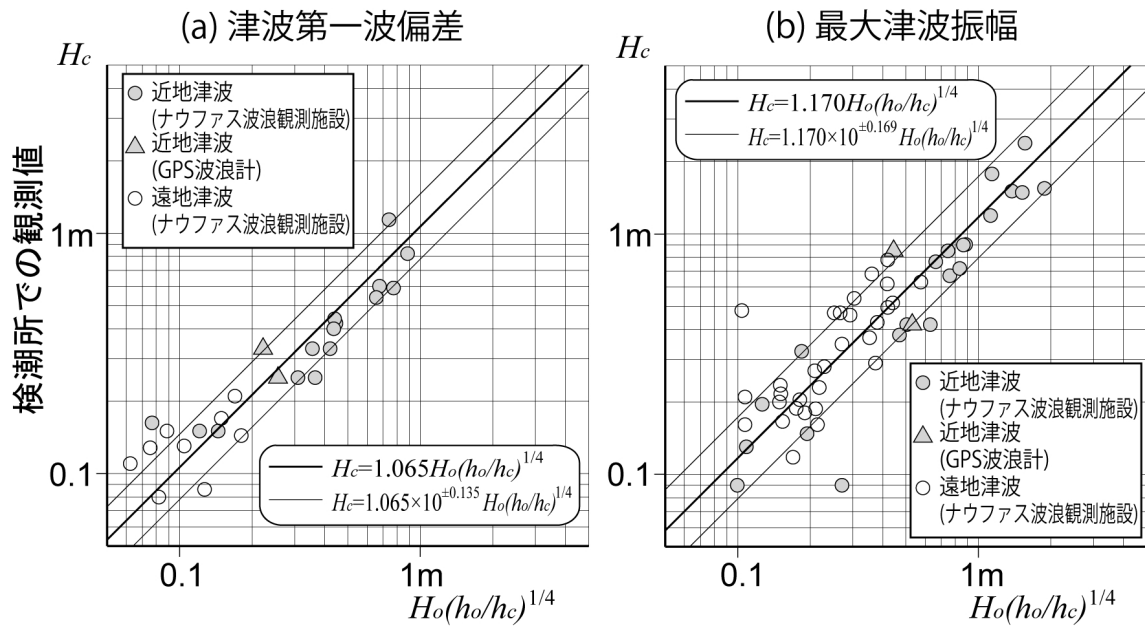 (a) 津波第一波偏差
Hc
近地津波
(ナウファス波浪観測施設)
近地津波
(GPS波浪計)
遠地津波
(ナウファス波浪観測施設)
検潮所での観測値
1m
0.1
Hc=1.065Ho(ho/hc)^1/4
Hc=1.065×10^±0.135 Ho(ho/hc)^1/4
0.1
1m
Ho(ho/hc)^1/4
(b) 最大津波振幅
Hc
Hc=1.170Ho(ho/hc)^1/4
Hc=1.170×10^±0.169 Ho(ho/hc)^1/4
1m
0.1
近地津波
(ナウファス波浪観測施設)
近地津波
(GPS波浪計)
遠地津波
(ナウファス波浪観測施設)
0.1
1m
Ho(ho/hc)^1/4